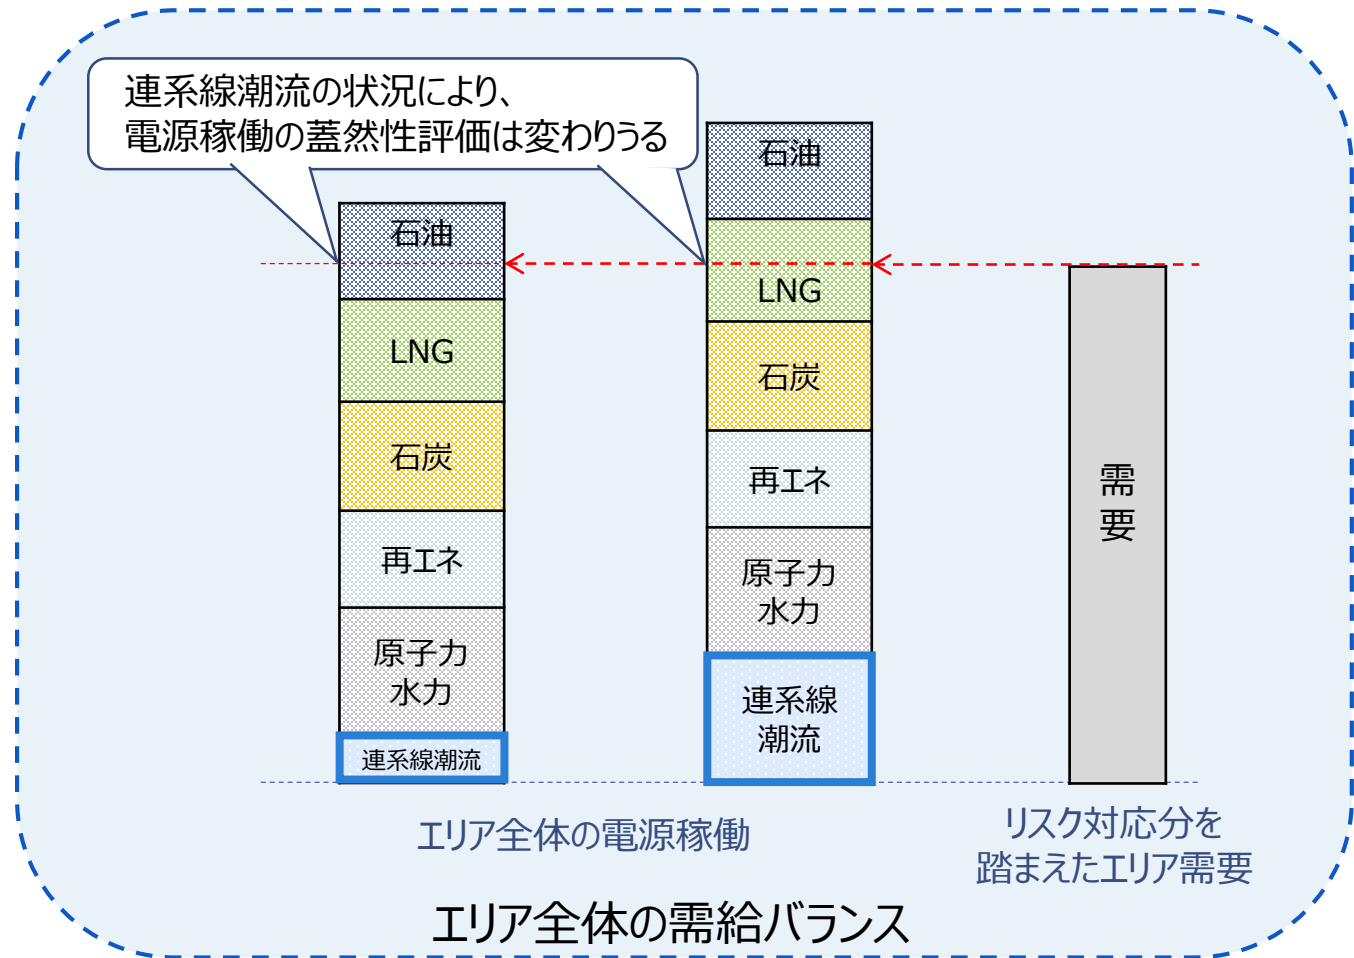 連系線潮流の状況により、
電源稼働の蓋然性評価は変わりうる
石油
LNG
石炭
再エネ
原子力
水力
連系線潮流
石油
LNG
石炭
再エネ
原子力
水力
連系線
潮流
需
要
エリア全体の電源稼働
リスク対応分を
踏まえたエリア需要
エリア全体の需給バランス